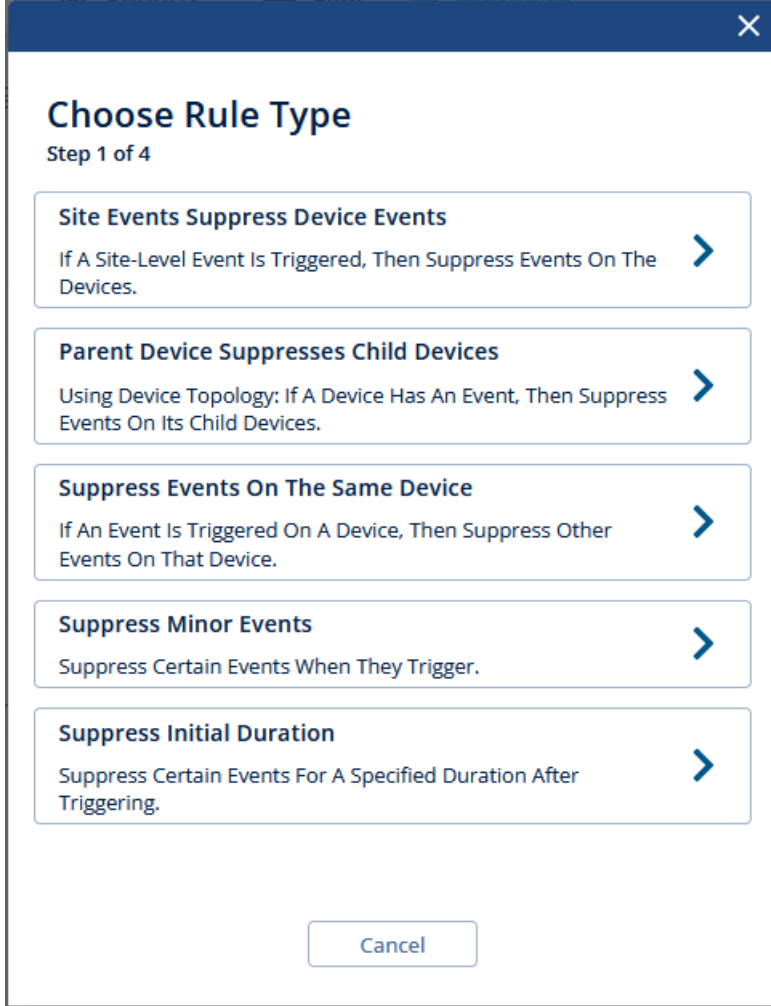 Choose Rule Type
Step 1 of 4
Site Events Suppress Device Events
If A Site-Level Event Is Triggered, Then Suppress Events On The
Devices.
Parent Device Suppresses Child Devices
Using Device Topology: If A Device Has An Event, Then Suppress
Events On Its Child Devices.
Suppress Events On The Same Device
If An Event Is Triggered On A Device, Then Suppress Other
Events On That Device.
Suppress Minor Events
Suppress Certain Events When They Trigger.
Suppress Initial Duration
Suppress Certain Events For A Specified Duration After
Triggering.
Cancel